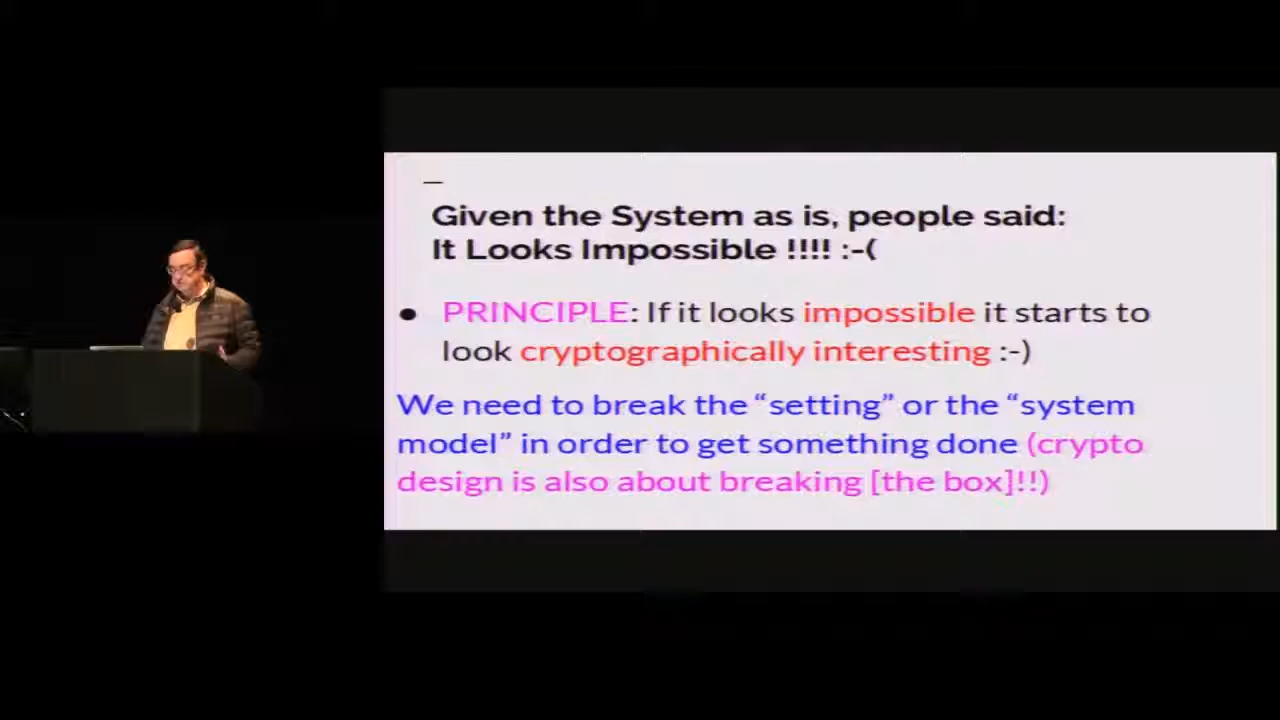 Given the System as is, people said:
It Looks Impossible !!!! :-(
● PRINCIPLE: If it looks impossible it starts to
look cryptographically interesting :-)
We need to break the “setting” or the “system
model” in order to get something done (crypto
design is also about breaking [the box]!!)